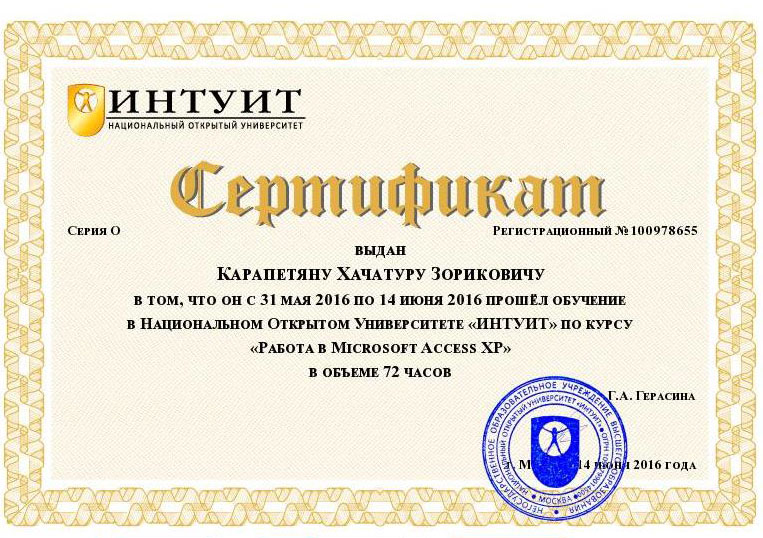 ИНТУИТ
НАЦИОНАЛЬНЫЙ ОТКРЫТЫЙ УНИВЕРСИТЕТ
Сертификат
Серия О
Регистрационный №100978655
выдан
Карапетяну Хачатуру Зориковичу
в том, что он с 31 мая 2016 по 14 июня 2016 прошёл обучение
в Национальном Открытом Университете «ИНТУИТ» по курсу
«Работа в Microsoft Access XP»
в объеме 72 часов
Г.А. Герасина
НЕГОСУДАРСТВЕННОЕ ОБРАЗОВАТЕЛЬНОЕ УЧРЕЖДЕНИЕ ВЫСШЕГО ОБРАЗОВАНИЯ
НАЦИОНАЛЬНЫЙ ОТКРЫТЫЙ УНИВЕРСИТЕТ «ИНТУИТ» ОГРН
МОСКВА
14 июня 2016 года